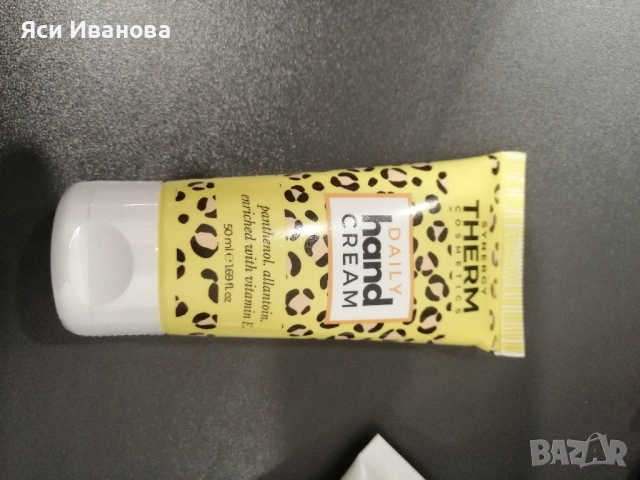 Яси Иванова
SYNERGY
THERM
COSMETICS
DAILY
hand
CREAM
panthenol, allantoin,
enriched with vitamin E.
50 ml e 1.69 fl.oz
BAZAR